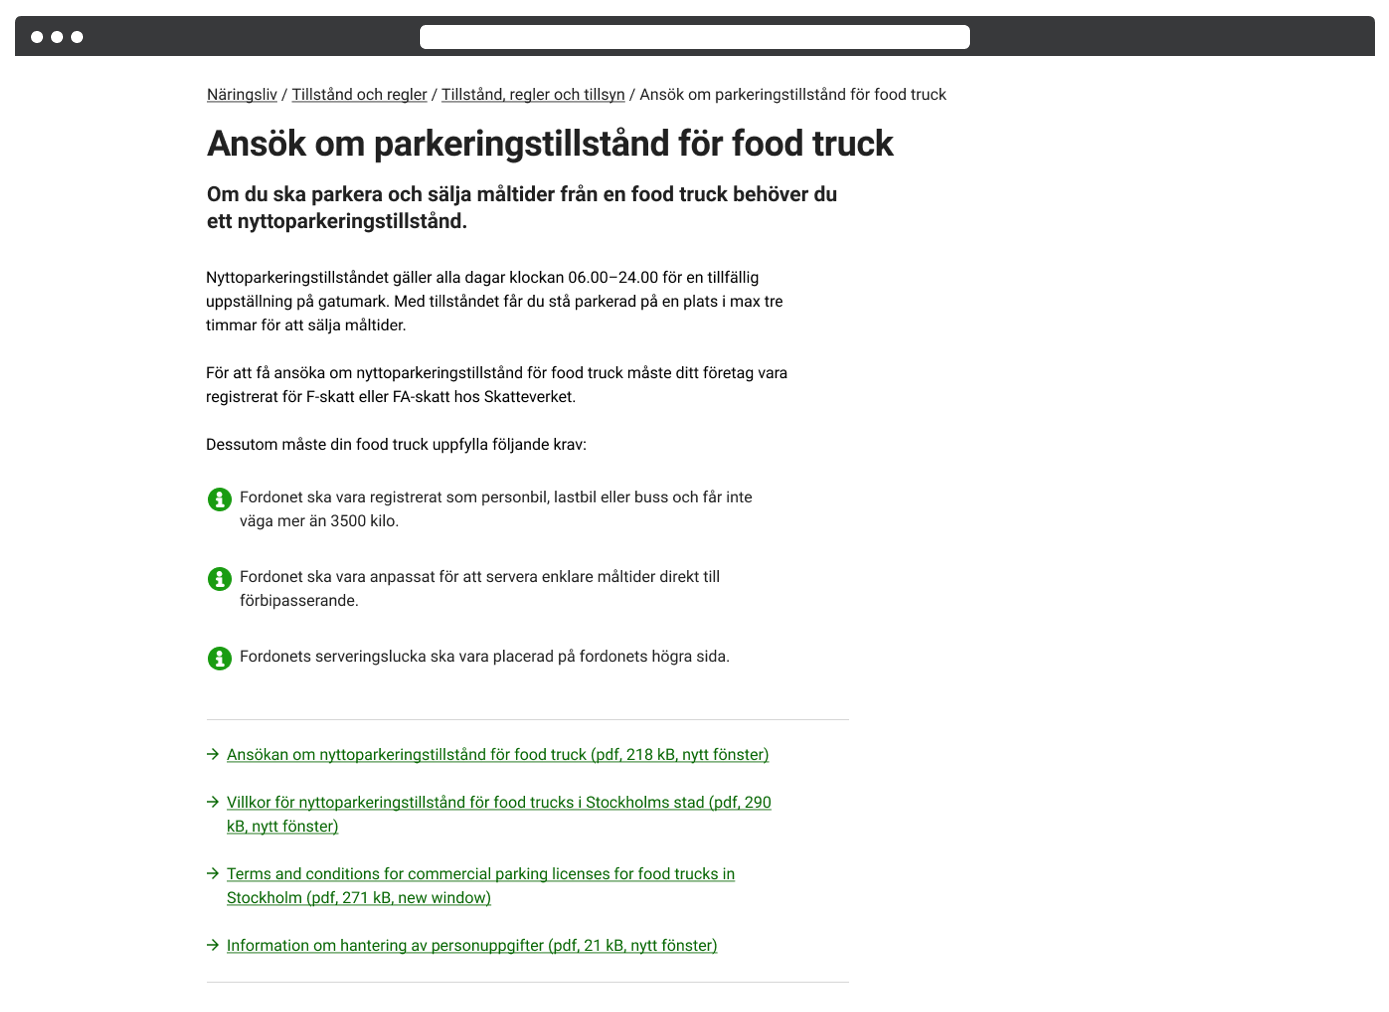 Näringsliv / Tillstånd och regler / Tillstånd, regler och tillsyn / Ansök om parkeringstillstånd för food truck
Ansök om parkeringstillstånd för food truck
Om du ska parkera och sälja måltider från en food truck behöver du
ett nyttoparkeringstillstånd.
Nyttoparkeringstillståndet gäller alla dagar klockan 06.00–24.00 för en tillfällig
uppställning på gatumark. Med tillståndet får du stå parkerad på en plats i max tre
timmar för att sälja måltider.
För att få ansöka om nyttoparkeringstillstånd för food truck måste ditt företag vara
registrerat för F-skatt eller FA-skatt hos Skatteverket.
Dessutom måste din food truck uppfylla följande krav:
Fordonet ska vara registrerat som personbil, lastbil eller buss och får inte
väga mer än 3500 kilo.
Fordonet ska vara anpassat för att servera enklare måltider direkt till
förbipasserande.
Fordonets serveringslucka ska vara placerad på fordonets högra sida.
Ansökan om nyttoparkeringstillstånd för food truck (pdf, 218 kB, nytt fönster)
Villkor för nyttoparkeringstillstånd för food trucks i Stockholms stad (pdf, 290
kB, nytt fönster)
Terms and conditions for commercial parking licenses for food trucks in
Stockholm (pdf, 271 kB, new window)
Information om hantering av personuppgifter (pdf, 21 kB, nytt fönster)